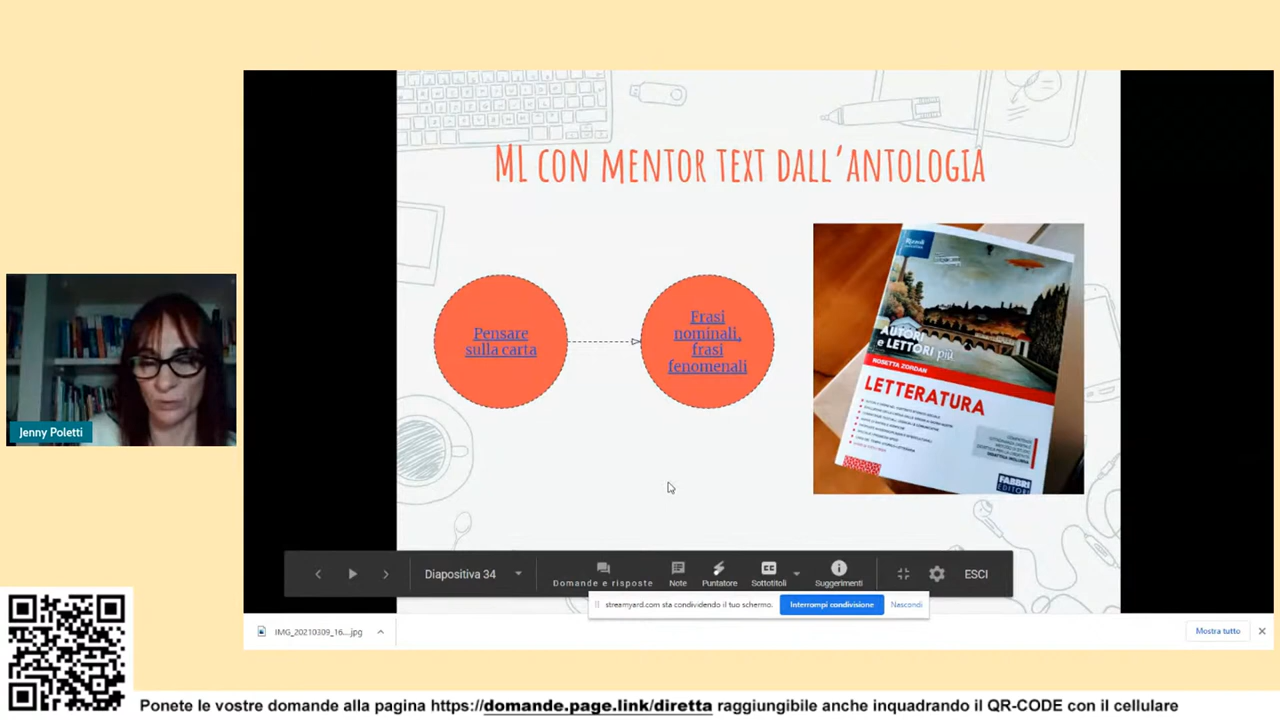 ML CON MENTOR TEXT DALL'ANTOLOGIA
Pensare
sulla carta
Frasi
nominali,
frasi
fenomenali
Rizzoli
AUTORI
e LETTORI più
ROSETTA ZORDAN
LETTERATURA
FABBRI
EDITORI
Jenny Poletti
Diapositiva 34
Domande e risposte
Note
Puntatore
Sottotitoli
Suggerimenti
ESCI
streamyard.com sta condividendo il tuo schermo.
Interrompi condivisione
Nascondi
IMG_20210309_16....jpg
Mostra tutto
Ponete le vostre domande alla pagina https://domande.page.link/diretta raggiungibile anche inquadrando il QR-CODE con il cellulare